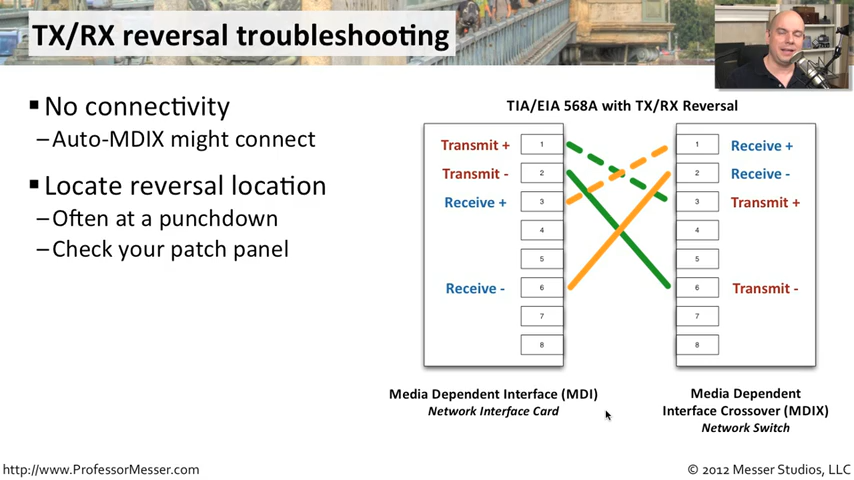 TX/RX reversal troubleshooting
▪ No connectivity
–Auto-MDIX might connect
▪ Locate reversal location
–Often at a punchdown
–Check your patch panel
TIA/EIA 568A with TX/RX Reversal
Transmit + 1 1 Receive +
Transmit - 2 2 Receive -
Receive + 3 3 Transmit +
4 4
5 5
Receive - 6 6 Transmit -
7 7
8 8
Media Dependent Interface (MDI)
Network Interface Card
Media Dependent
Interface Crossover (MDIX)
Network Switch
http://www.ProfessorMesser.com
© 2012 Messer Studios, LLC